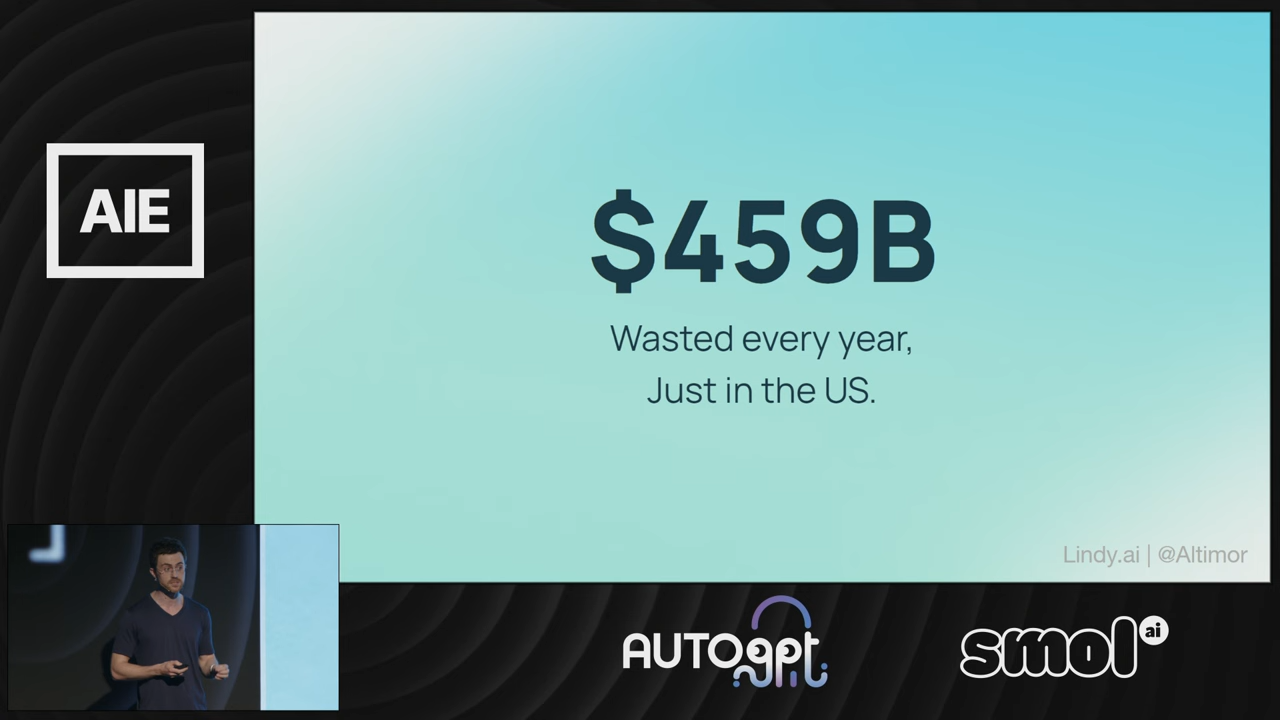 AIE
$459B
Wasted every year,
Just in the US.
Lindy.ai | @Altimor
AUTOgpt
smol ai